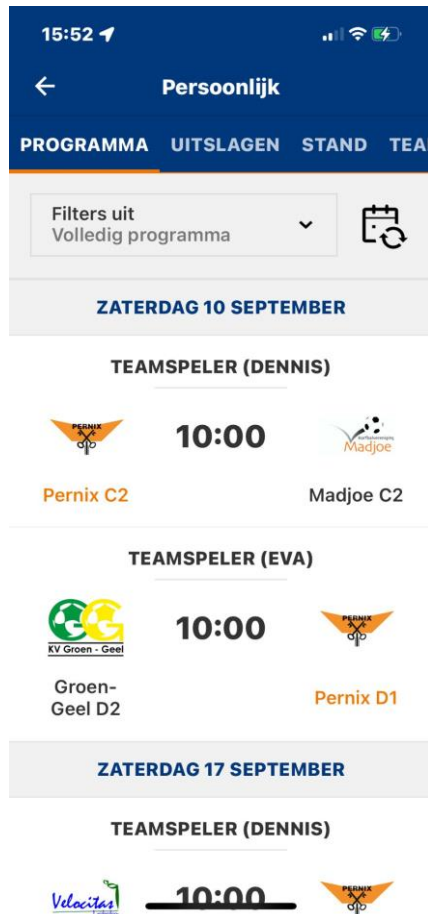 15:52
Persoonlijk
PROGRAMMA UITSLAGEN STAND TEA
Filters uit
Volledig programma
ZATERDAG 10 SEPTEMBER
TEAMSPELER (DENNIS)
PERNIX
10:00
Madjoe
Pernix C2
Madjoe C2
TEAMSPELER (EVA)
KV Groen - Geel
10:00
PERNIX
Groen-
Geel D2
Pernix D1
ZATERDAG 17 SEPTEMBER
TEAMSPELER (DENNIS)
Velocitas
10:00
PERNIX